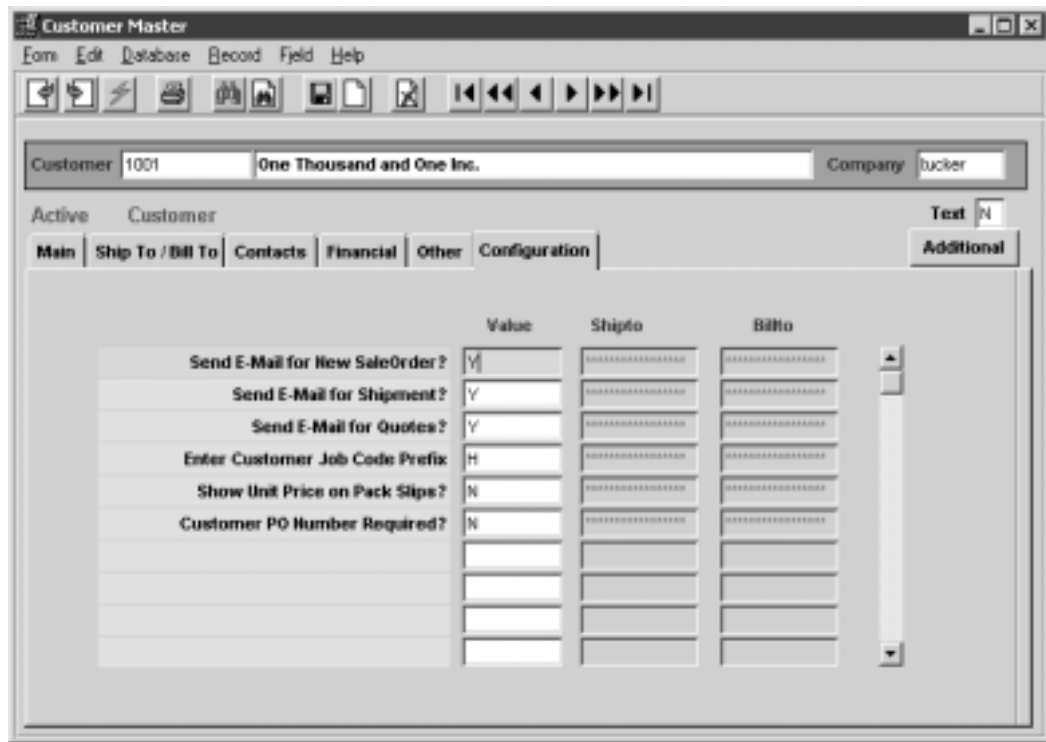 Customer Master
Form Edit Database Record Field Help
Customer 1001 One Thousand and One Inc. Company tucker
Active Customer Text N
Main Ship To / Bill To Contacts Financial Other Configuration Additional
Value Shipto Billto
Send E-Mail for New SaleOrder? Y
Send E-Mail for Shipment? Y
Send E-Mail for Quotes? Y
Enter Customer Job Code Prefix H
Show Unit Price on Pack Slips? N
Customer PO Number Required? N